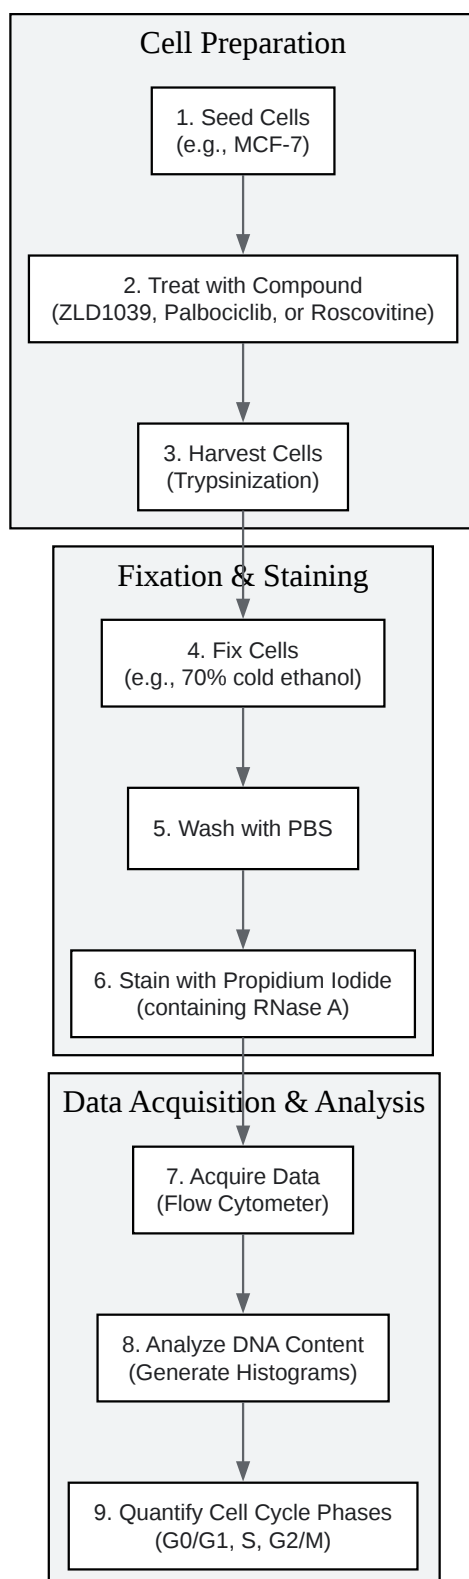 Cell Preparation
1. Seed Cells
(e.g., MCF-7)
2. Treat with Compound
(ZLD1039, Palbociclib, or Roscovitine)
3. Harvest Cells
(Trypsinization)
Fixation & Staining
4. Fix Cells
(e.g., 70% cold ethanol)
5. Wash with PBS
6. Stain with Propidium Iodide
(containing RNase A)
Data Acquisition & Analysis
7. Acquire Data
(Flow Cytometer)
8. Analyze DNA Content
(Generate Histograms)
9. Quantify Cell Cycle Phases
(G0/G1, S, G2/M)